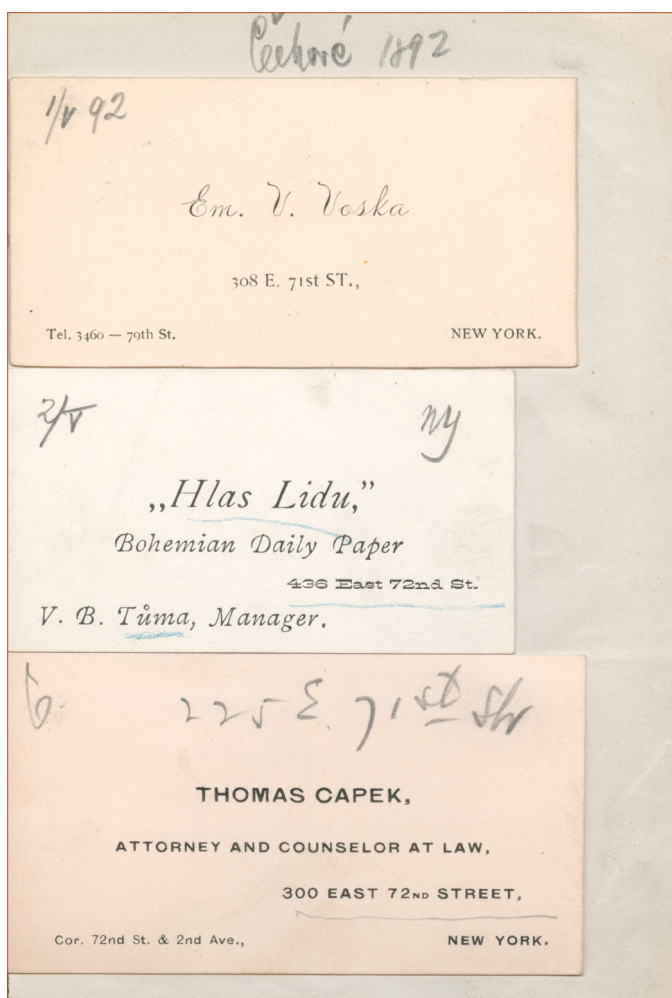 Čechové 1892
1/V 92
Em. V. Voska
308 E. 71st ST.,
Tel. 3460 — 79th St. NEW YORK.
2/V NY
„Hlas Lidu,”
Bohemian Daily Paper
436 East 72nd St.
V. B. Tůma, Manager.
225 E. 71st Str
THOMAS CAPEK,
ATTORNEY AND COUNSELOR AT LAW,
300 EAST 72ND STREET,
Cor. 72nd St. & 2nd Ave., NEW YORK.